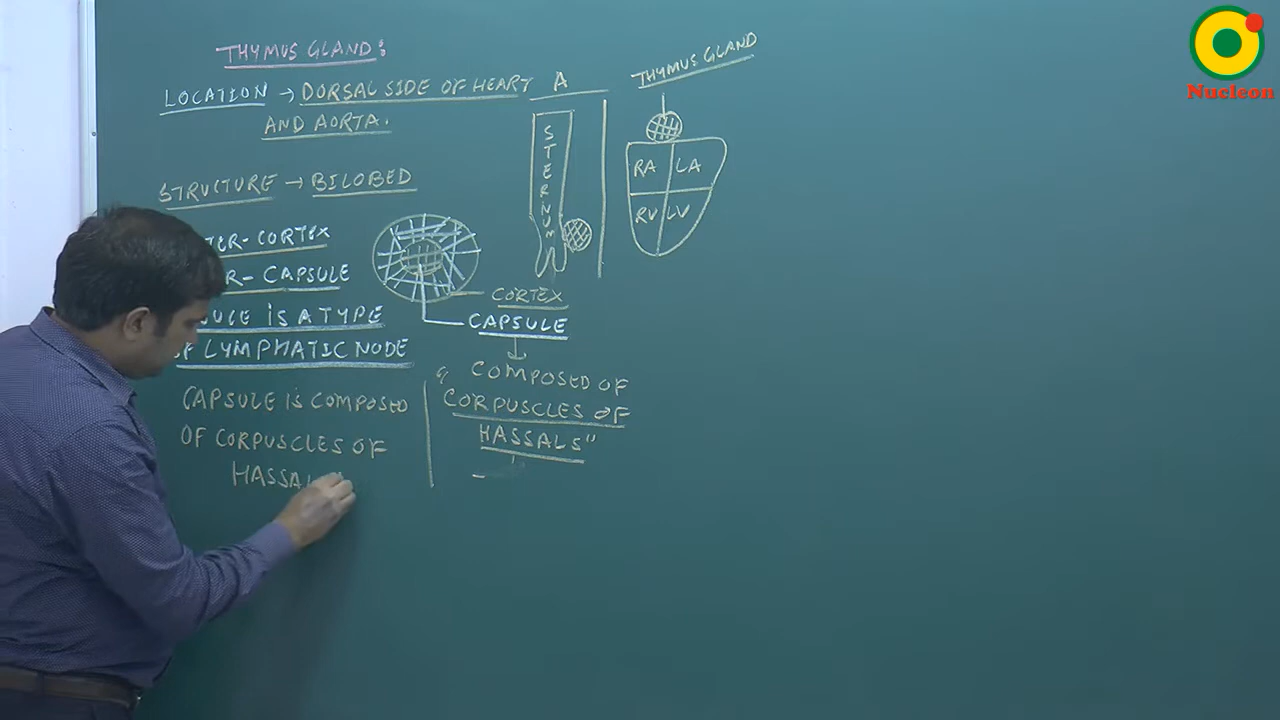 THYMUS GLAND:
LOCATION → DORSAL SIDE OF HEART
AND AORTA.
STRUCTURE → BILOBED
TER-CORTEX
R- CAPSULE
ULE IS A TYPE
OF LYMPHATIC NODE
CAPSULE IS COMPOSED
OF CORPUSCLES OF
HASSAL
A
STERNUM
THYMUS GLAND
RA LA
RV LV
CORTEX
CAPSULE
" COMPOSED OF
CORPUSCLES OF
HASSALS"
Nucleon